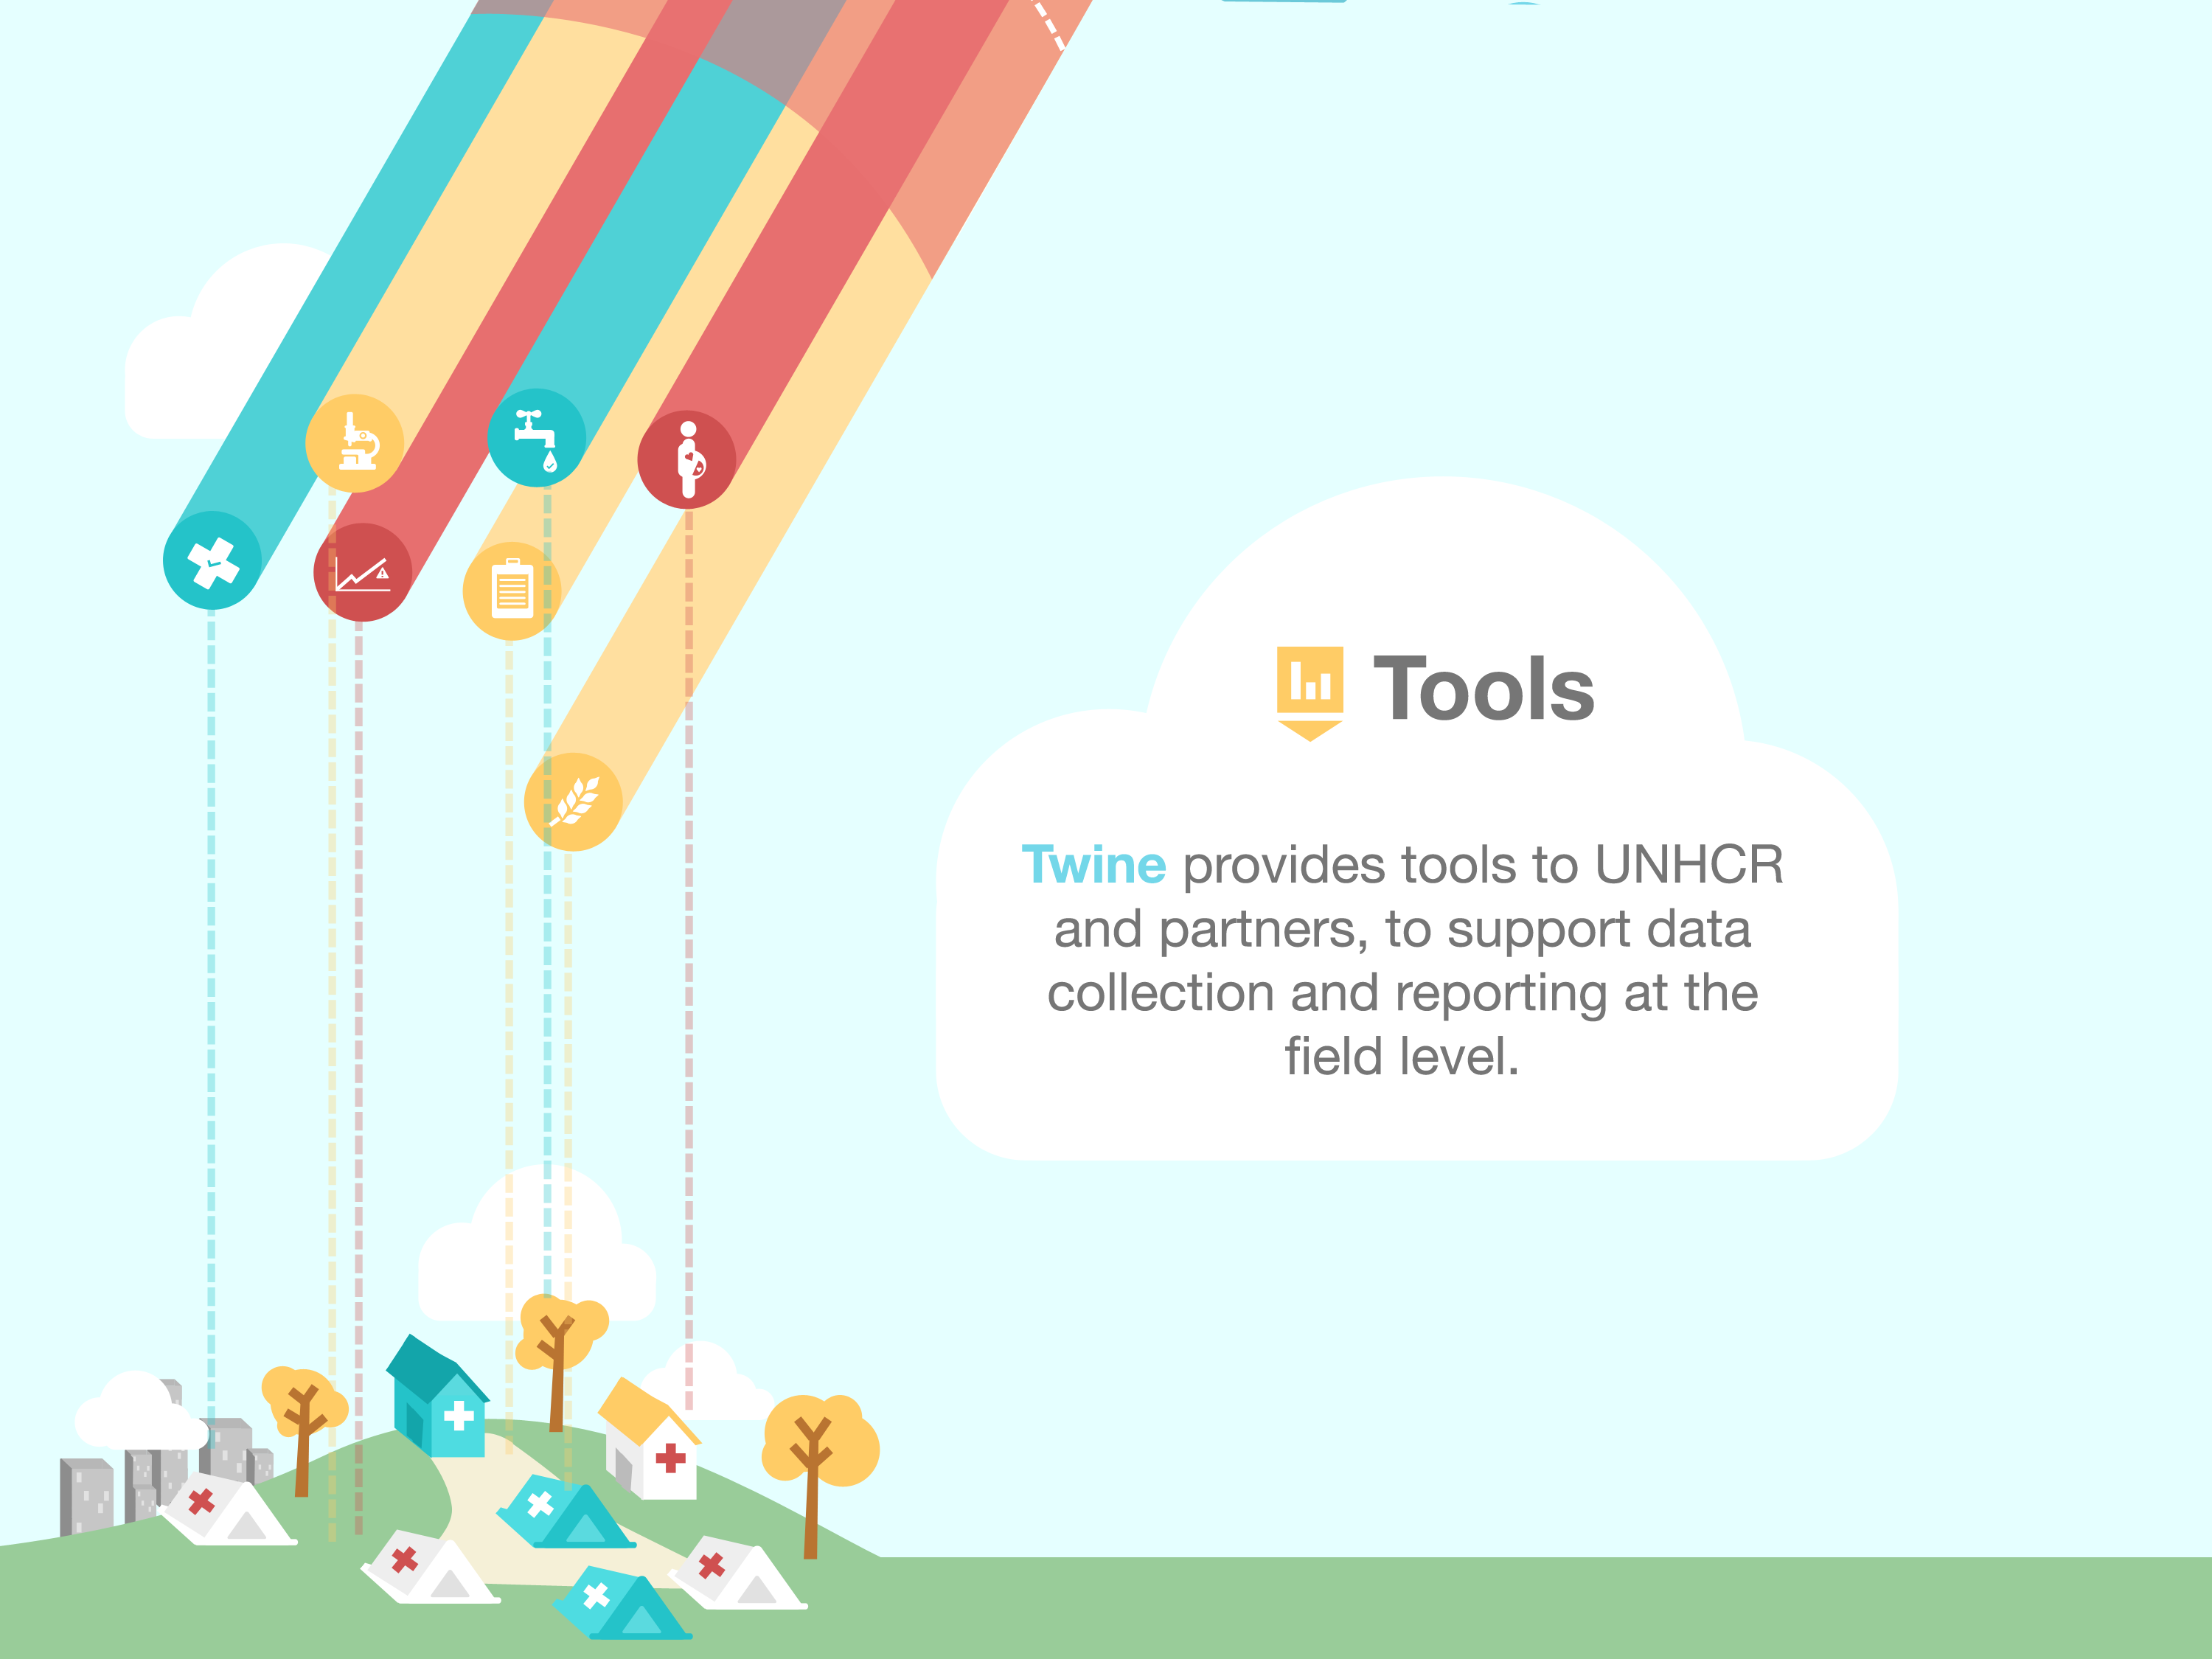 Tools
Twine provides tools to UNHCR
and partners, to support data
collection and reporting at the
field level.